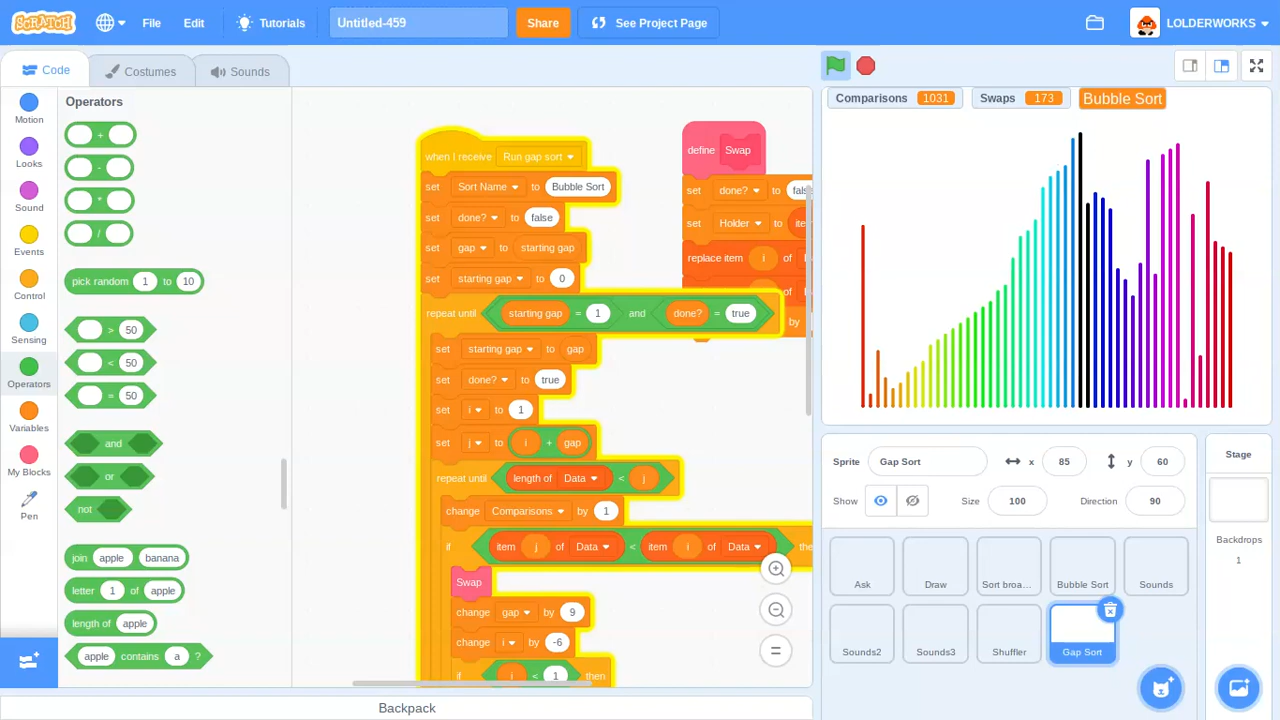 SCRATCH
File
Edit
Tutorials
Untitled-459
Share
See Project Page
LOLDERWORKS
Code
Costumes
Sounds
Motion
Looks
Sound
Events
Control
Sensing
Operators
Variables
My Blocks
Pen
Operators
+
-
*
/
pick random 1 to 10
> 50
< 50
= 50
and
or
not
join apple banana
letter 1 of apple
length of apple
apple contains a ?
when I receive Run gap sort
set Sort Name to Bubble Sort
set done? to false
set gap to starting gap
set starting gap to 0
repeat until starting gap = 1 and done? = true
set starting gap to gap
set done? to true
set i to 1
set j to i + gap
repeat until length of Data < j
change Comparisons by 1
if item j of Data < item i of Data
Swap
change gap by 9
change i by -6
if i < 1 then
define Swap
set done? to
set Holder to
replace item i of
of
by
Comparisons 1031
Swaps 173
Bubble Sort
Sprite Gap Sort
x 85
y 60
Show
Size 100
Direction 90
Ask
Draw
Sort broa...
Bubble Sort
Sounds
Sounds2
Sounds3
Shuffler
Gap Sort
Stage
Backdrops
1
Backpack